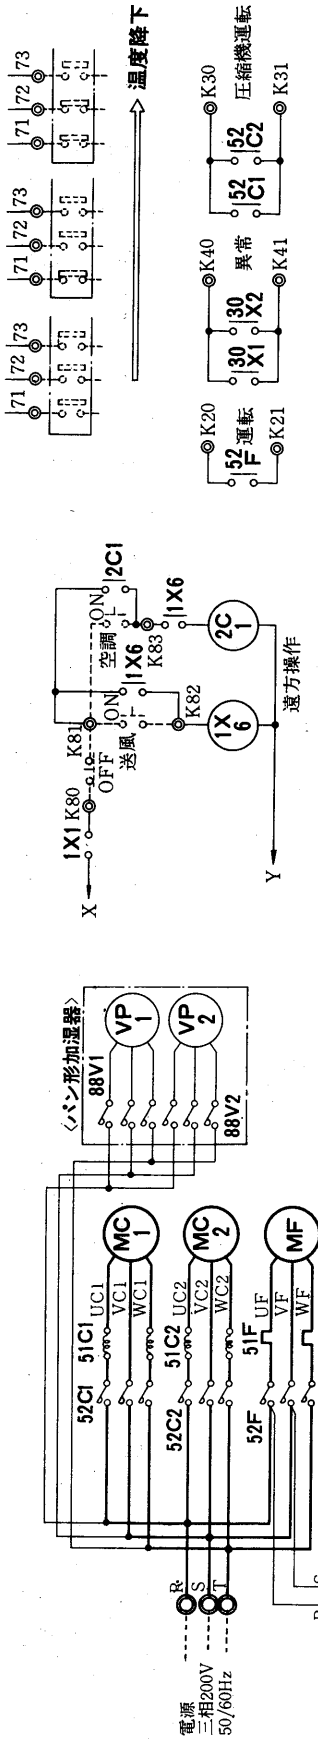 電源
三相200V
50/60Hz
R
S
T
52C1
51C1
UC1
VC1
WC1
MC
1
52C2
51C2
UC2
VC2
WC2
MC
2
52F
51F
UF
VF
WF
MF
〈パン形加湿器〉
88V1
VP
1
VP
2
88V2
X
1X1
K80
OFF
K81
送風
ON
1X6
K82
空調
ON
2C1
K83
1X6
1X
6
2C
1
Y
遠方操作
71
72
73
71
72
73
71
72
73
温度降下
K20
52
F
運転
K21
K40
30
X1
30
X2
異常
K41
K30
52
C1
52
C2
圧縮機運転
K31